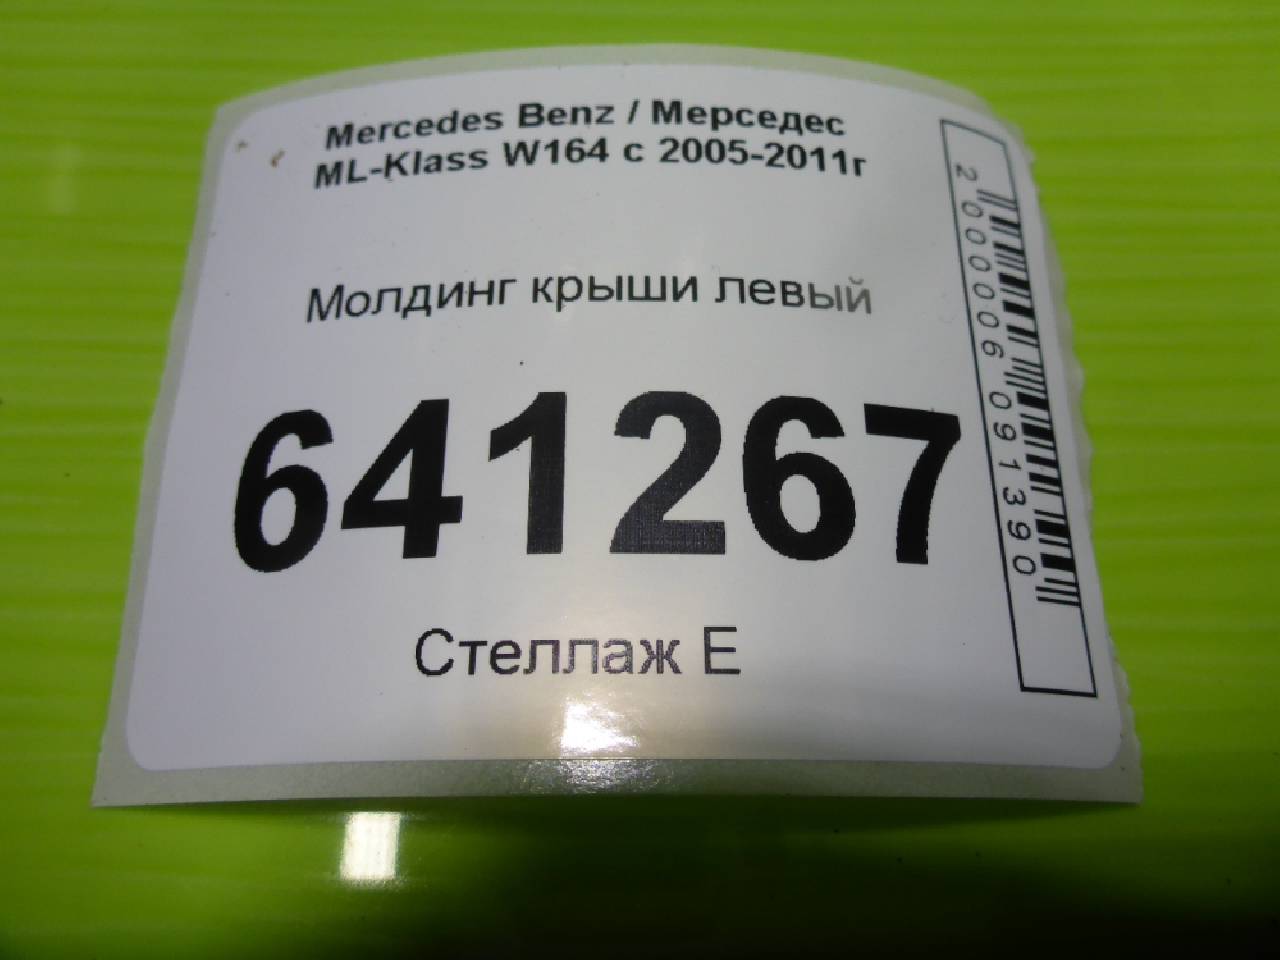 Mercedes Benz / Мерседес
ML-Klass W164 с 2005-2011г
Молдинг крыши левый
641267
Стеллаж Е
2000006091390